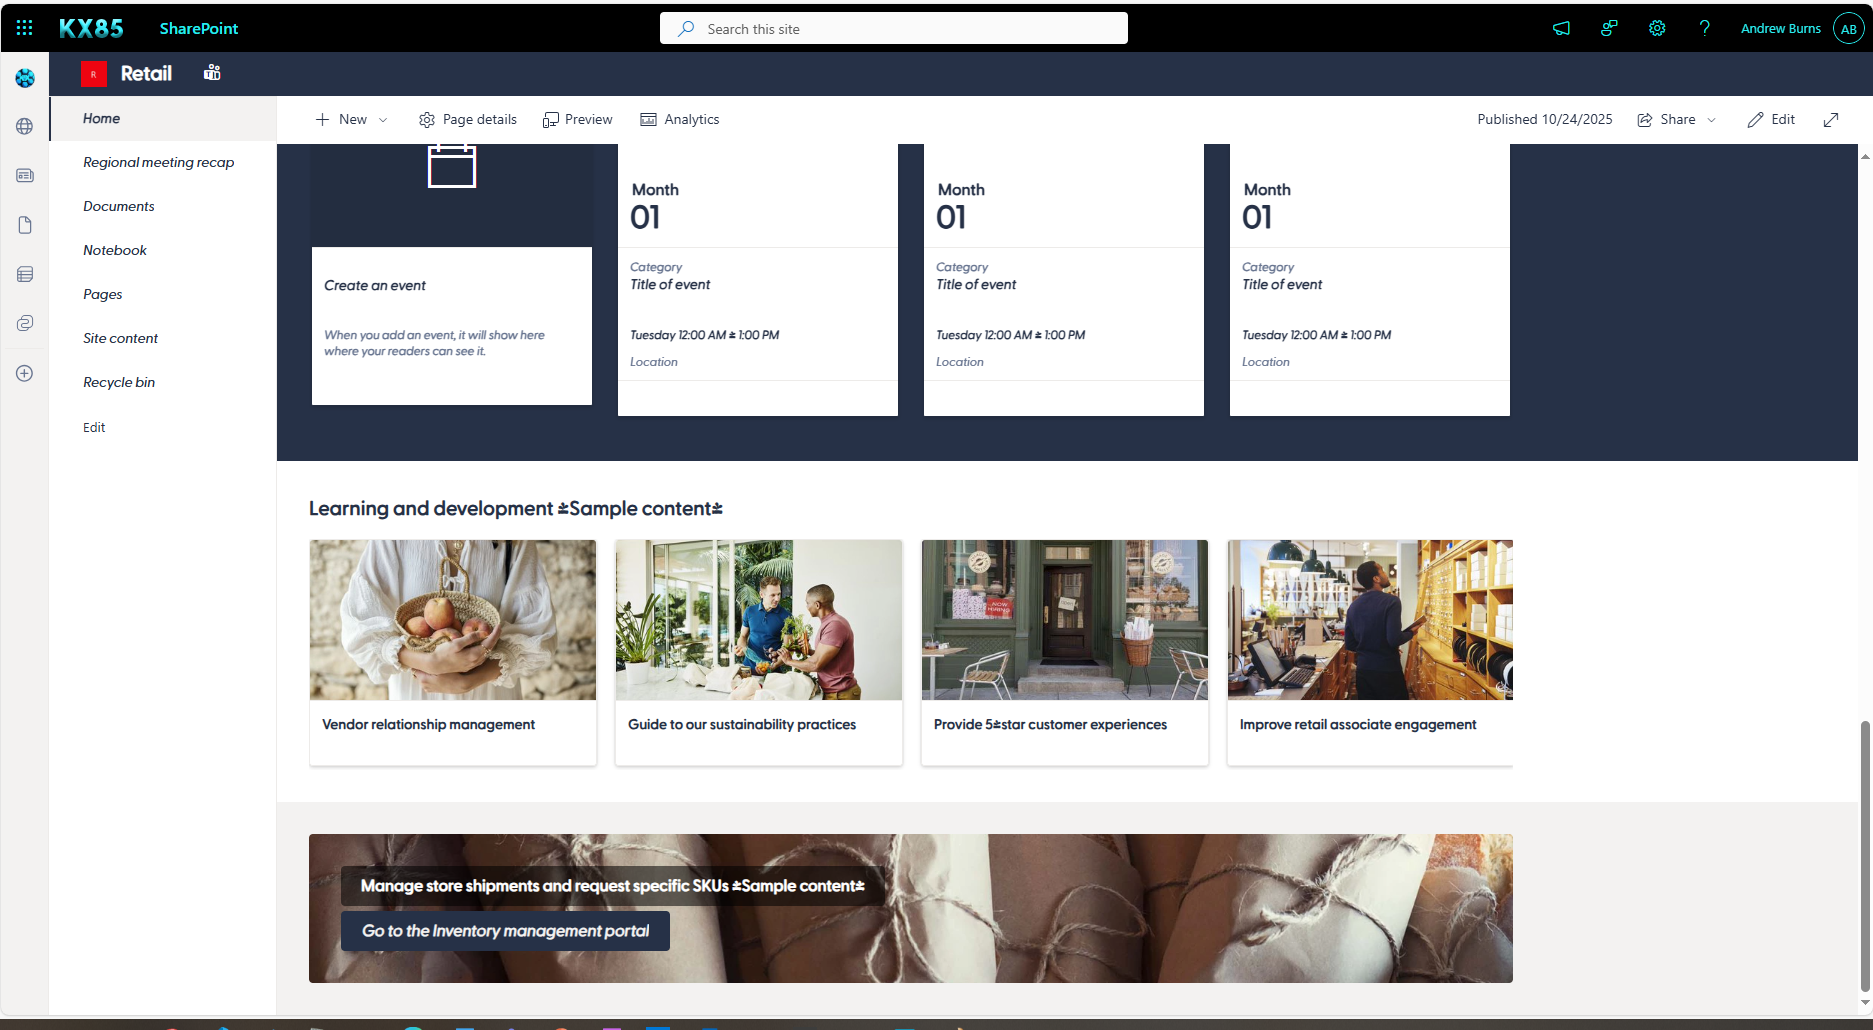 KX85
SharePoint
Search this site
Andrew Burns
AB
R
Retail
Home
Regional meeting recap
Documents
Notebook
Pages
Site content
Recycle bin
Edit
New
Page details
Preview
Analytics
Published 10/24/2025
Share
Edit
Create an event
When you add an event, it will show here
where your readers can see it.
Month
01
Category
Title of event
Tuesday 12:00 AM ± 1:00 PM
Location
Month
01
Category
Title of event
Tuesday 12:00 AM ± 1:00 PM
Location
Month
01
Category
Title of event
Tuesday 12:00 AM ± 1:00 PM
Location
Learning and development ±Sample content±
NOW
HIRING
Vendor relationship management
Guide to our sustainability practices
Provide 5±star customer experiences
Improve retail associate engagement
Manage store shipments and request specific SKUs ±Sample content±
Go to the Inventory management portal